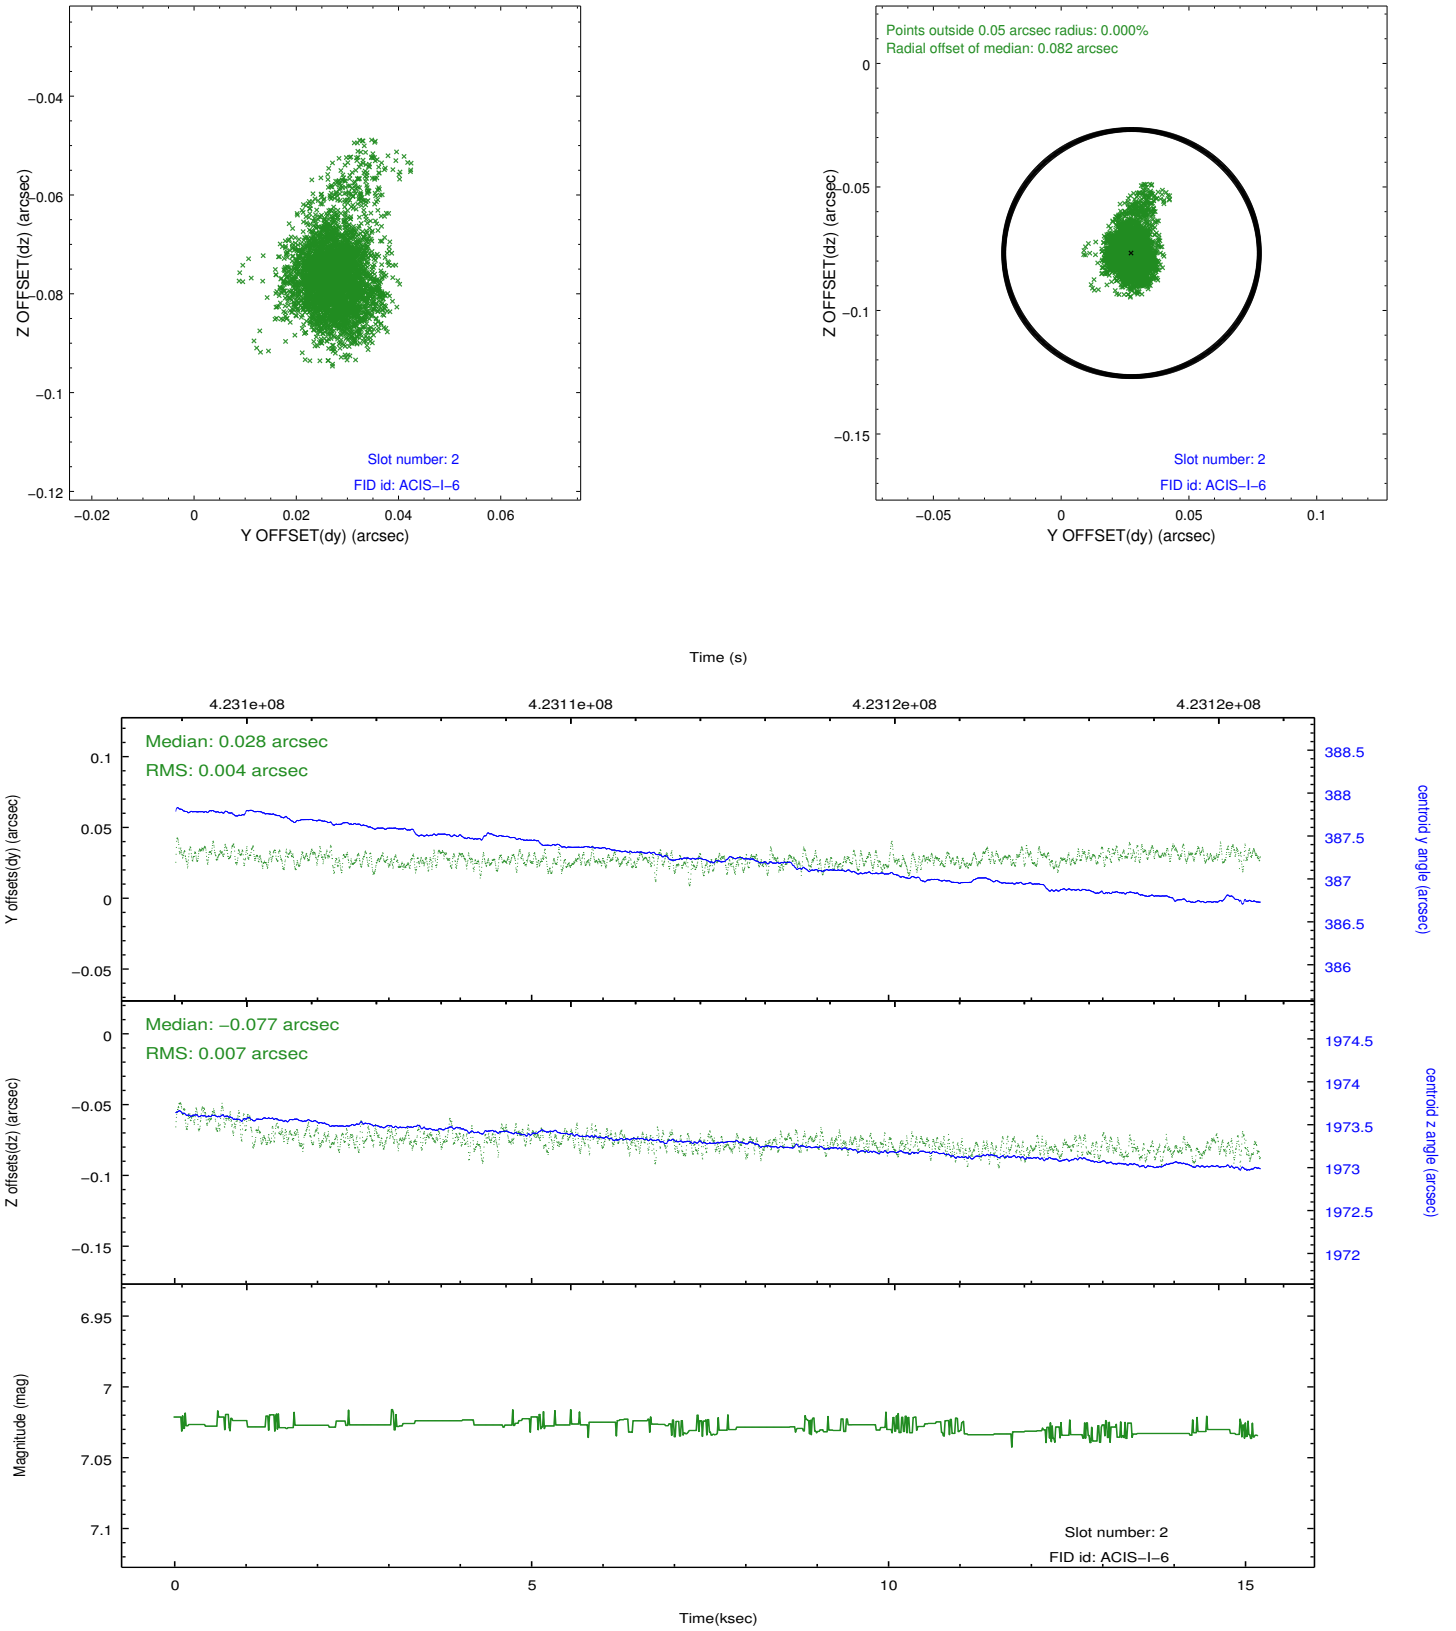 −0.04
−0.06
−0.08
−0.1
−0.12
Z OFFSET(dz) (arcsec)
Slot number: 2
FID id: ACIS−I−6
−0.02
0
0.02
0.04
0.06
Y OFFSET(dy) (arcsec)
Points outside 0.05 arcsec radius: 0.000%
Radial offset of median: 0.082 arcsec
0
−0.05
−0.1
−0.15
Z OFFSET(dz) (arcsec)
Slot number: 2
FID id: ACIS−I−6
−0.05
0
0.05
0.1
Y OFFSET(dy) (arcsec)
Time (s)
4.231e+08
4.2311e+08
4.2312e+08
4.2312e+08
Median: 0.028 arcsec
RMS: 0.004 arcsec
0.1
0.05
0
−0.05
Y offsets(dy) (arcsec)
388.5
388
387.5
387
386.5
386
centroid y angle (arcsec)
Median: −0.077 arcsec
RMS: 0.007 arcsec
0
−0.05
−0.1
−0.15
Z offsets(dz) (arcsec)
1974.5
1974
1973.5
1973
1972.5
1972
centroid z angle (arcsec)
6.95
7
7.05
7.1
Magnitude (mag)
Slot number: 2
FID id: ACIS−I−6
0
5
10
15
Time(ksec)